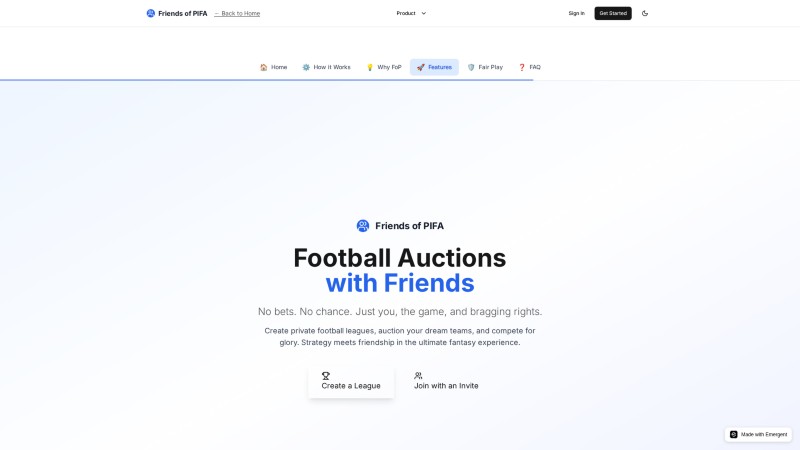 Friends of PIFA
← Back to Home
Product
Sign In
Get Started
Home
How it Works
Why FoP
Features
Fair Play
FAQ
Friends of PIFA
Football Auctions
with Friends
No bets. No chance. Just you, the game, and bragging rights.
Create private football leagues, auction your dream teams, and compete for
glory. Strategy meets friendship in the ultimate fantasy experience.
Create a League
Join with an Invite
Made with Emergent